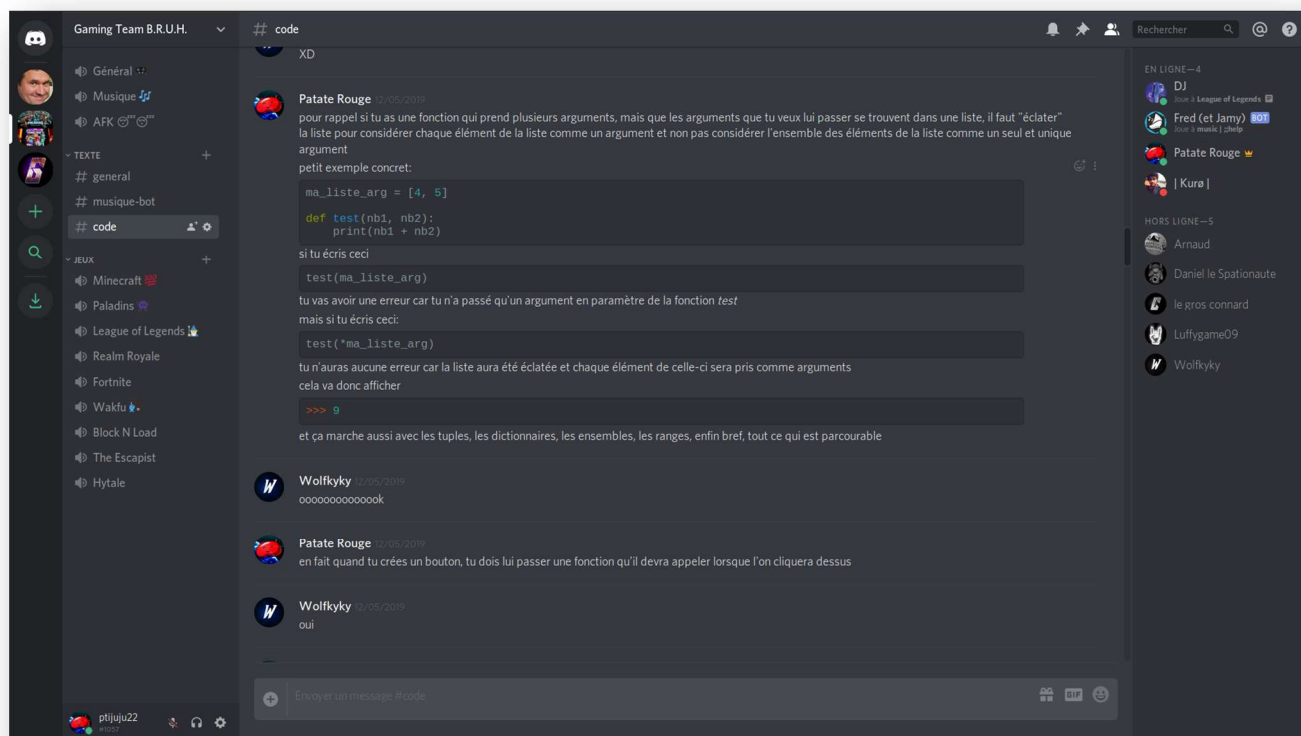 Gaming Team B.R.U.H.
Général
Musique
AFK
TEXTE
general
musique-bot
code
JEUX
Minecraft
Paladins
League of Legends
Realm Royale
Fortnite
Wakfu
Block N Load
The Escapist
Hytale
ptijuju22
#1057
code
Rechercher
XD
Patate Rouge 12/05/2019
pour rappel si tu as une fonction qui prend plusieurs arguments, mais que les arguments que tu veux lui passer se trouvent dans une liste, il faut "éclater"
la liste pour considérer chaque élément de la liste comme un argument et non pas considérer l'ensemble des éléments de la liste comme un seul et unique
argument
petit exemple concret:
ma_liste_arg = [4, 5]
def test(nb1, nb2):
print(nb1 + nb2)
si tu écris ceci
test(ma_liste_arg)
tu vas avoir une erreur car tu n'a passé qu'un argument en paramètre de la fonction test
mais si tu écris ceci:
test(*ma_liste_arg)
tu n'auras aucune erreur car la liste aura été éclatée et chaque élément de celle-ci sera pris comme arguments
cela va donc afficher
>>> 9
et ça marche aussi avec les tuples, les dictionnaires, les ensembles, les ranges, enfin bref, tout ce qui est parcourable
Wolfkyky 12/05/2019
oooooooooooook
Patate Rouge 12/05/2019
en fait quand tu crées un bouton, tu dois lui passer une fonction qu'il devra appeler lorsque l'on cliquera dessus
Wolfkyky 12/05/2019
oui
Envoyer un message #code
GIF
EN LIGNE—4
DJ
Joue à League of Legends
Fred (et Jamy) BOT
Joue à music | ;;help
Patate Rouge
| Kurø |
HORS LIGNE—5
Arnaud
Daniel le Spationaute
le gros connard
Luffygame09
Wolfkyky